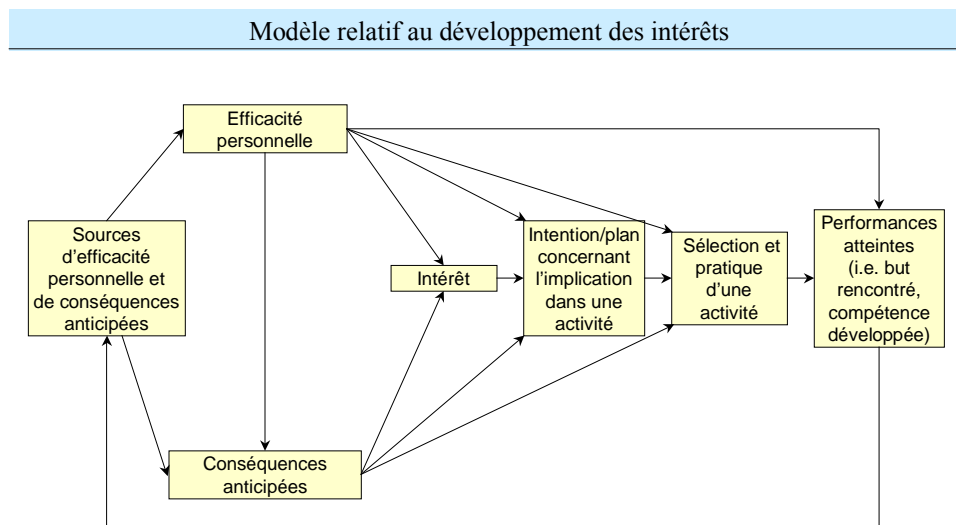 Modèle relatif au développement des intérêts
Efficacité
personnelle
Sources
d'efficacité
personnelle et
de conséquences
anticipées
Intérêt
Intention/plan
concernant
l'implication
dans une
activité
Sélection et
pratique
d'une
activité
Performances
atteintes
(i.e. but
rencontré,
compétence
développée)
Conséquences
anticipées